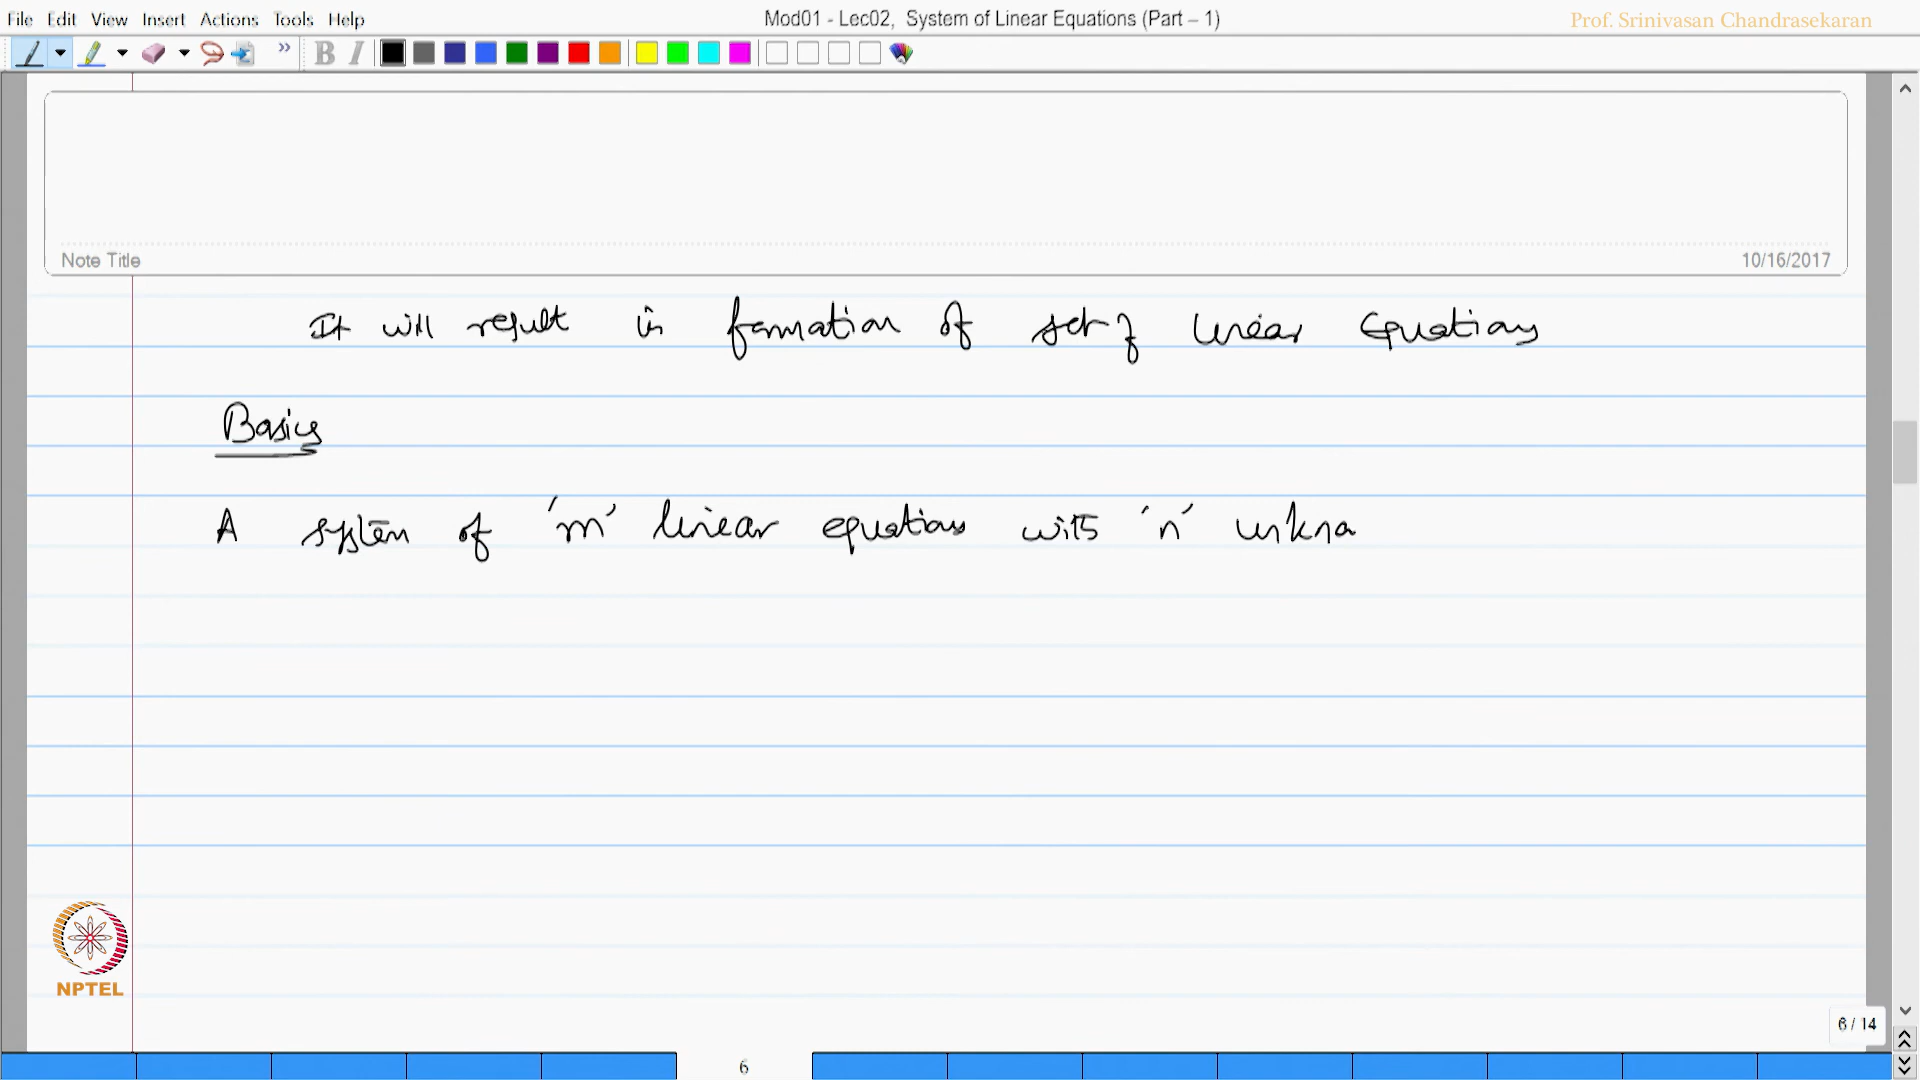 File Edit View Insert Actions Tools Help
Mod01 - Lec02, System of Linear Equations (Part – 1)
Prof. Srinivasan Chandrasekaran
B I
Note Title
10/16/2017
It will result in formation of set of linear Equations
Basics
A system of 'm' linear equations with 'n' unkno
NPTEL
6 / 14
6